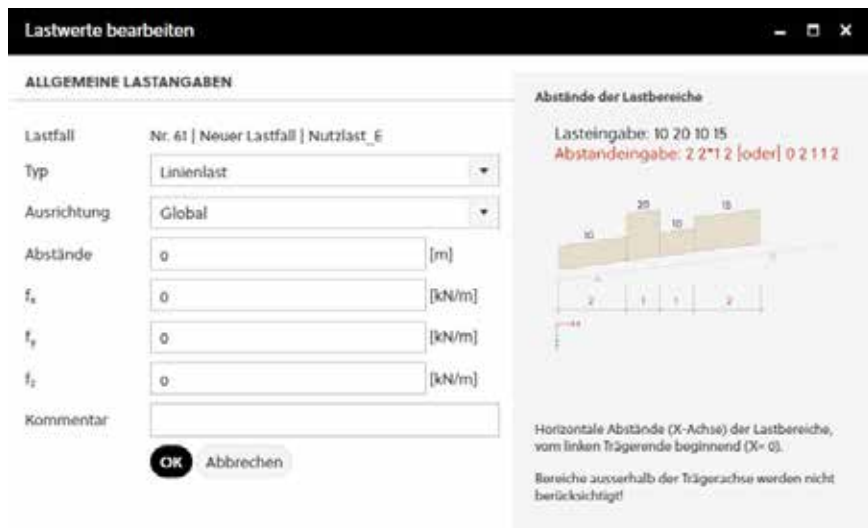 Lastwerte bearbeiten
ALLGEMEINE LASTANGABEN
Lastfall Nr. 61 | Neuer Lastfall | Nutzlast_E
Typ Linienlast
Ausrichtung Global
Abstände 0 [m]
fₓ 0 [kN/m]
fᵧ 0 [kN/m]
f_z 0 [kN/m]
Kommentar
OK Abbrechen
Abstände der Lastbereiche
Lasteingabe: 10 20 10 15
Abstandeingabe: 2 2*1 2 [oder] 0 2 1 1 2
10 20 10 15
2 1 1 2
Horizontale Abstände (X-Achse) der Lastbereiche,
vom linken Trägerende beginnend (X= 0).
Bereiche ausserhalb der Trägerachse werden nicht
berücksichtigt!